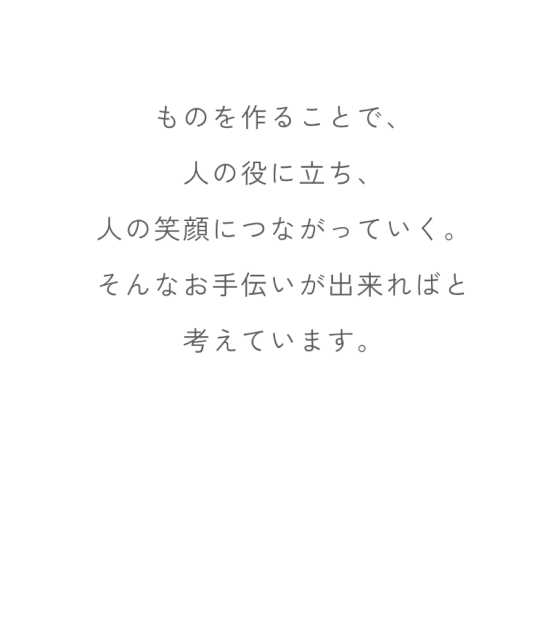 ものを作ることで、
人の役に立ち、
人の笑顔につながっていく。
そんなお手伝いが出来ればと
考えています。